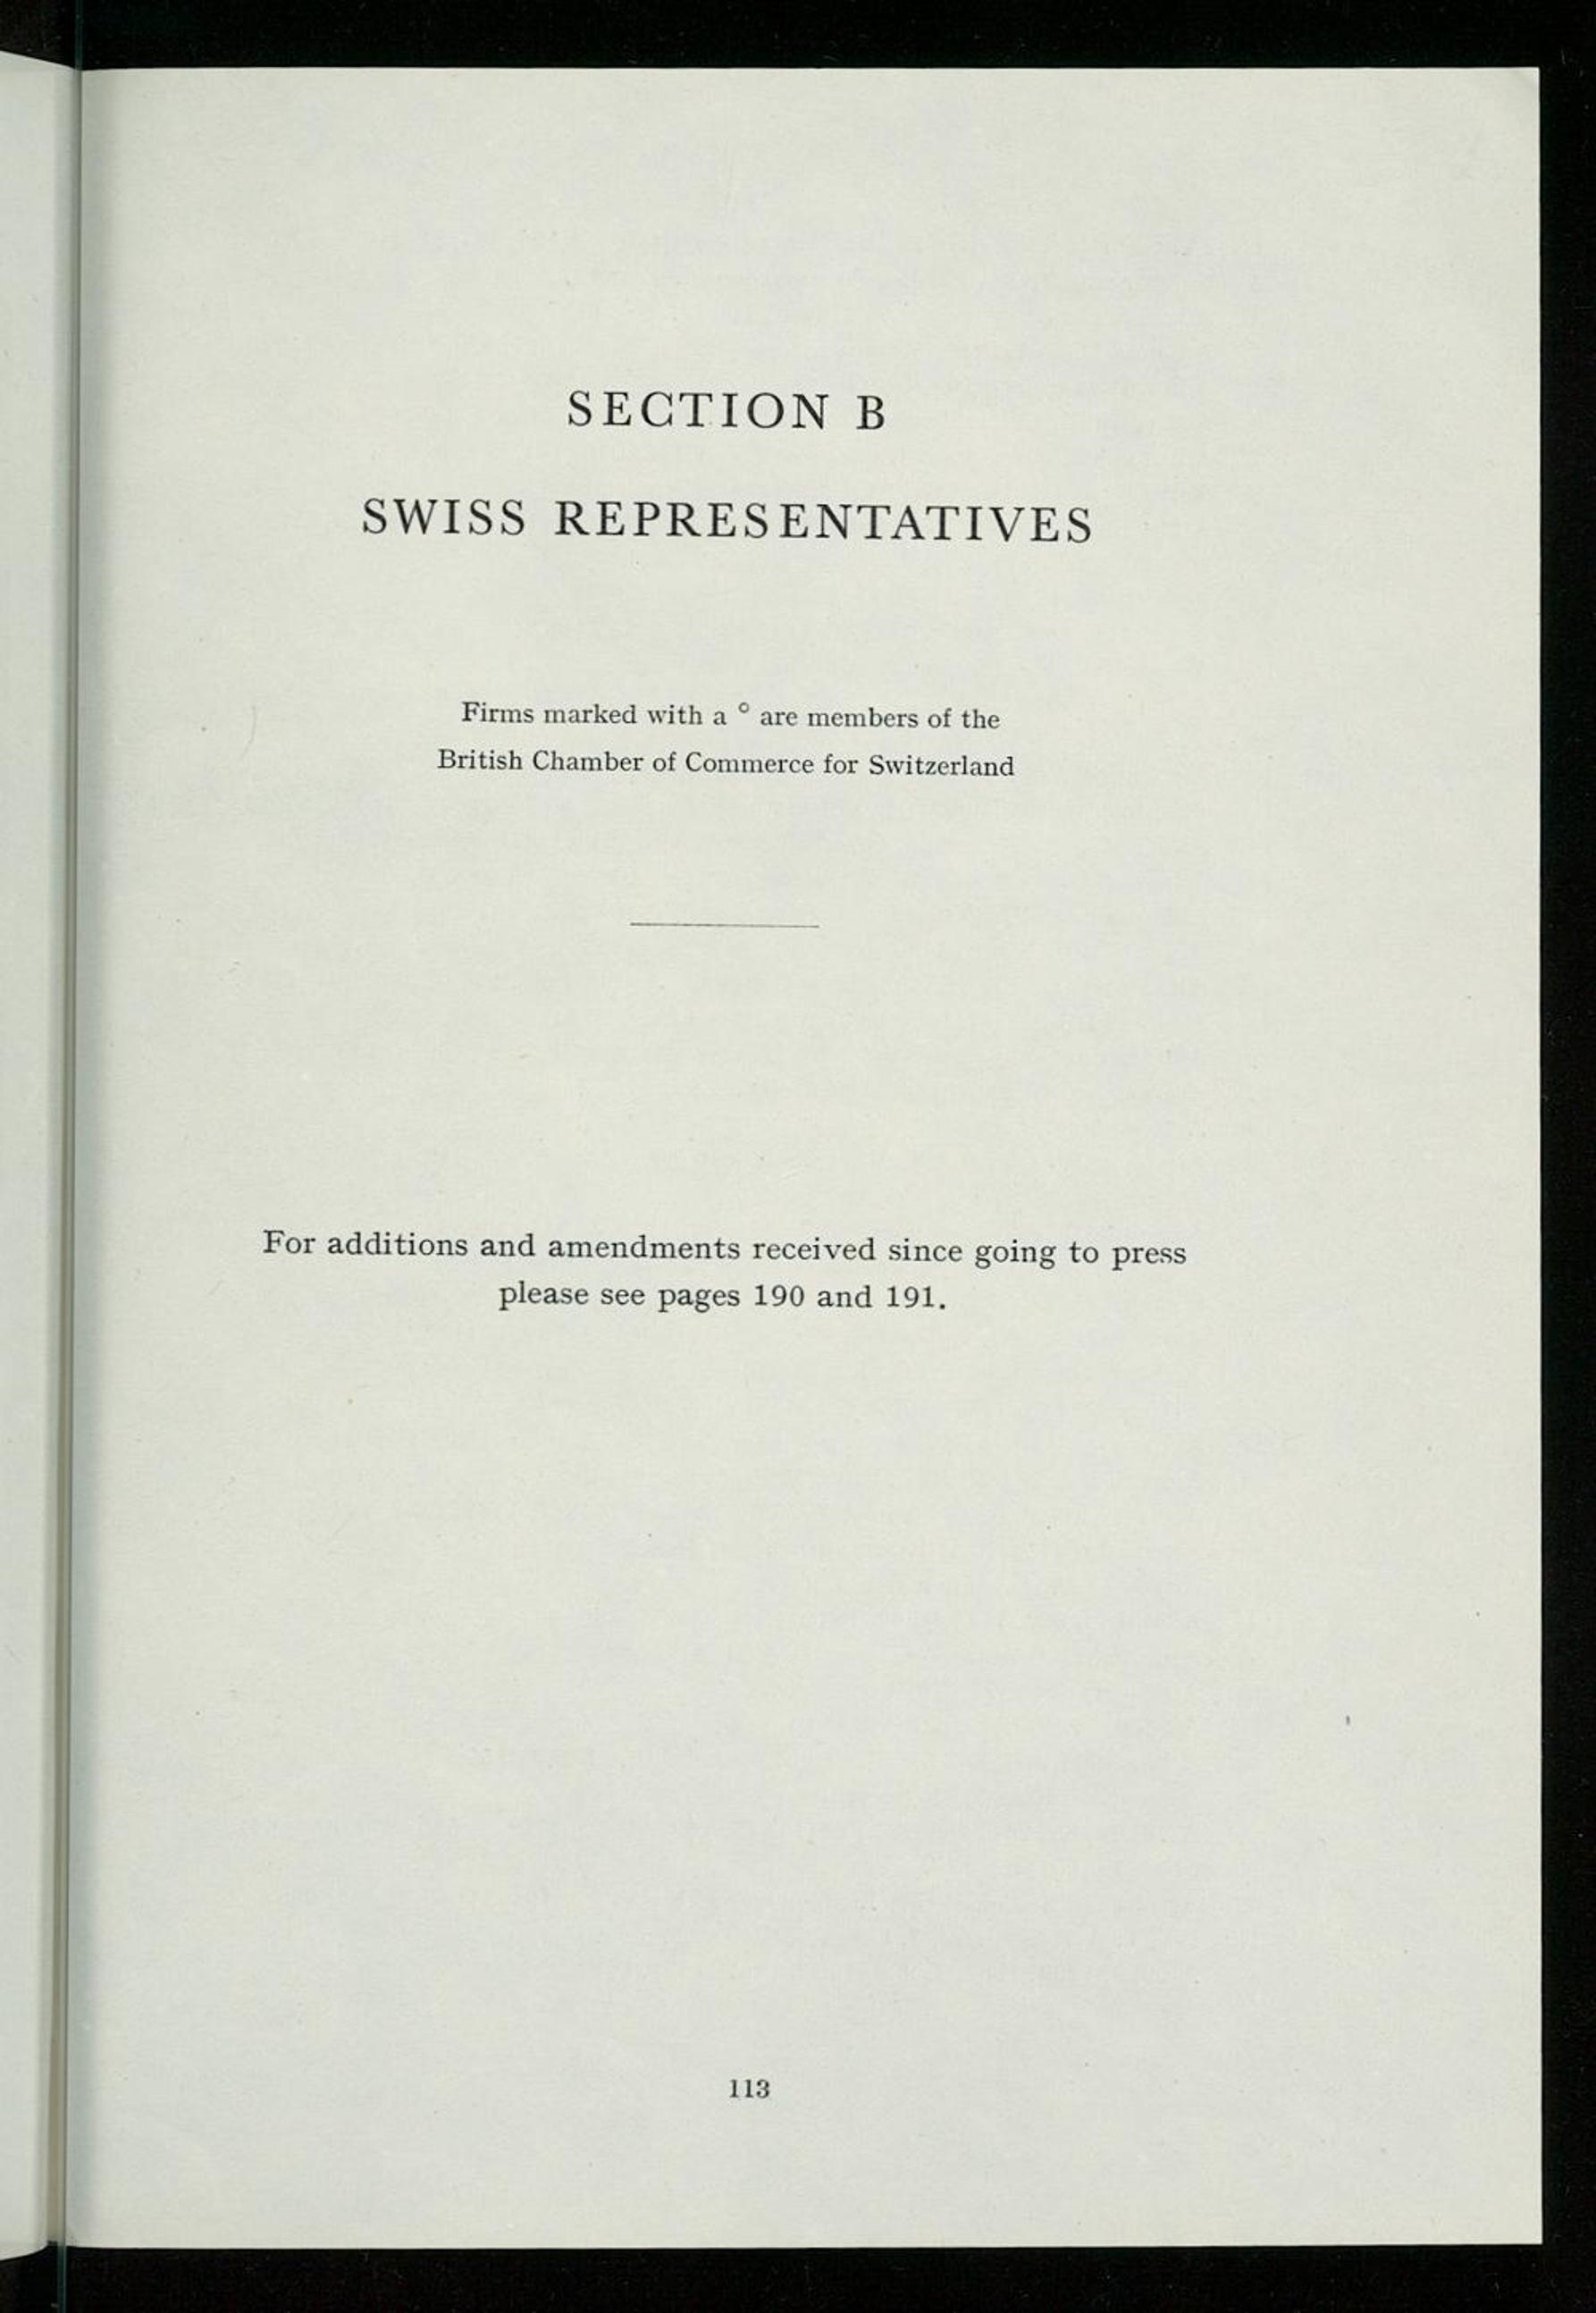 SECTION B
SWISS REPRESENTATIVES
Firms marked with a ° are members of the
British Chamber of Commerce for Switzerland
For additions and amendments received since going to press
please see pages 190 and 191.
113